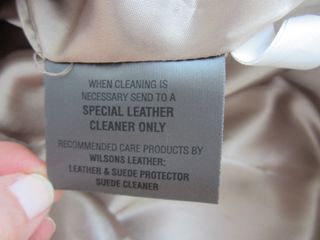 WHEN CLEANING IS
NECESSARY SEND TO A
SPECIAL LEATHER
CLEANER ONLY
RECOMMENDED CARE PRODUCTS BY
WILSONS LEATHER:
LEATHER & SUEDE PROTECTOR
SUEDE CLEANER